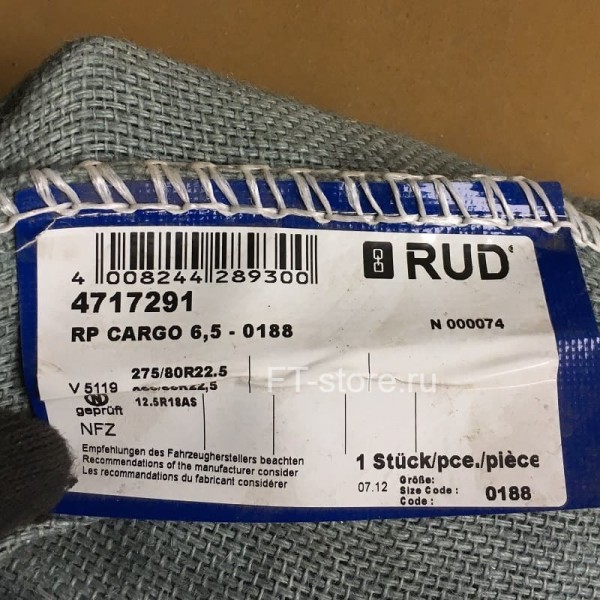 4 008244 289300
RUD
4717291
RP CARGO 6,5 - 0188
N 000074
275/80R22.5
V 5119
geprüft
12.5R18AS
NFZ
FT-store.ru
Empfehlungen des Fahrzeugherstellers beachten
Recommendations of the manufacturer consider
Les recommandations du fabricant considérer
1 Stück/pce./pièce
07.12
Größe:
Size Code :
Code :
0188